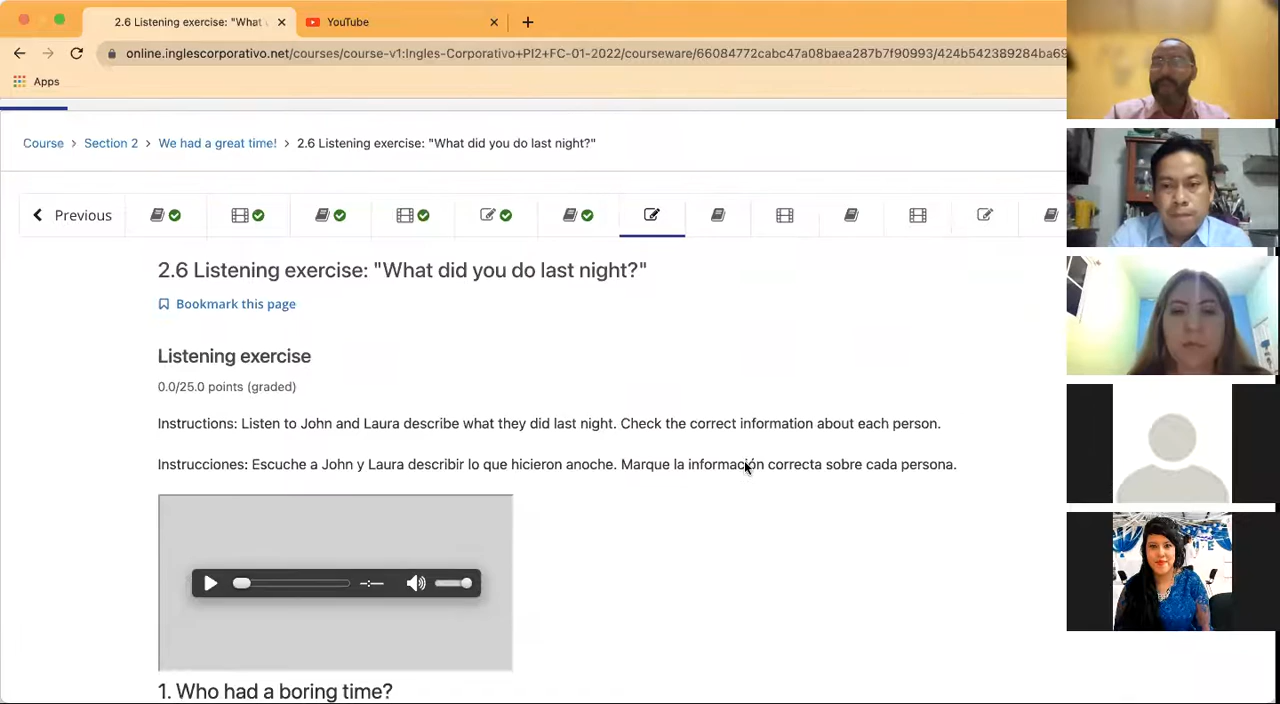 2.6 Listening exercise: "What
YouTube
online.inglescorporativo.net/courses/course-v1:Ingles-Corporativo+PI2+FC-01-2022/courseware/66084772cabc47a08baea287b7f90993/424b542389284ba69
Apps
Course > Section 2 > We had a great time! > 2.6 Listening exercise: "What did you do last night?"
Previous
2.6 Listening exercise: "What did you do last night?"
Bookmark this page
Listening exercise
0.0/25.0 points (graded)
Instructions: Listen to John and Laura describe what they did last night. Check the correct information about each person.
Instrucciones: Escuche a John y Laura describir lo que hicieron anoche. Marque la información correcta sobre cada persona.
--:--
1. Who had a boring time?